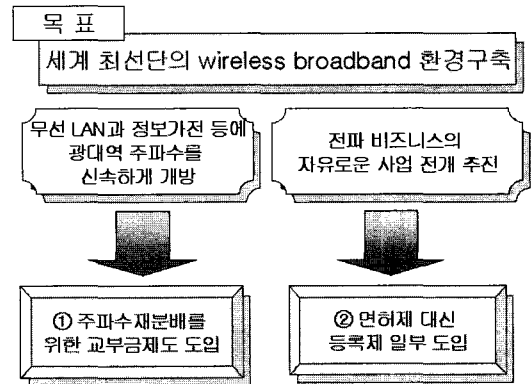 목 표
세계 최선단의 wireless broadband 환경구축
무선 LAN과 정보가전 등에
광대역 주파수를
신속하게 개방
전파 비즈니스의
자유로운 사업 전개 추진
① 주파수재분배를
위한 교부금제도 도입
② 면허제 대신
등록제 일부 도입